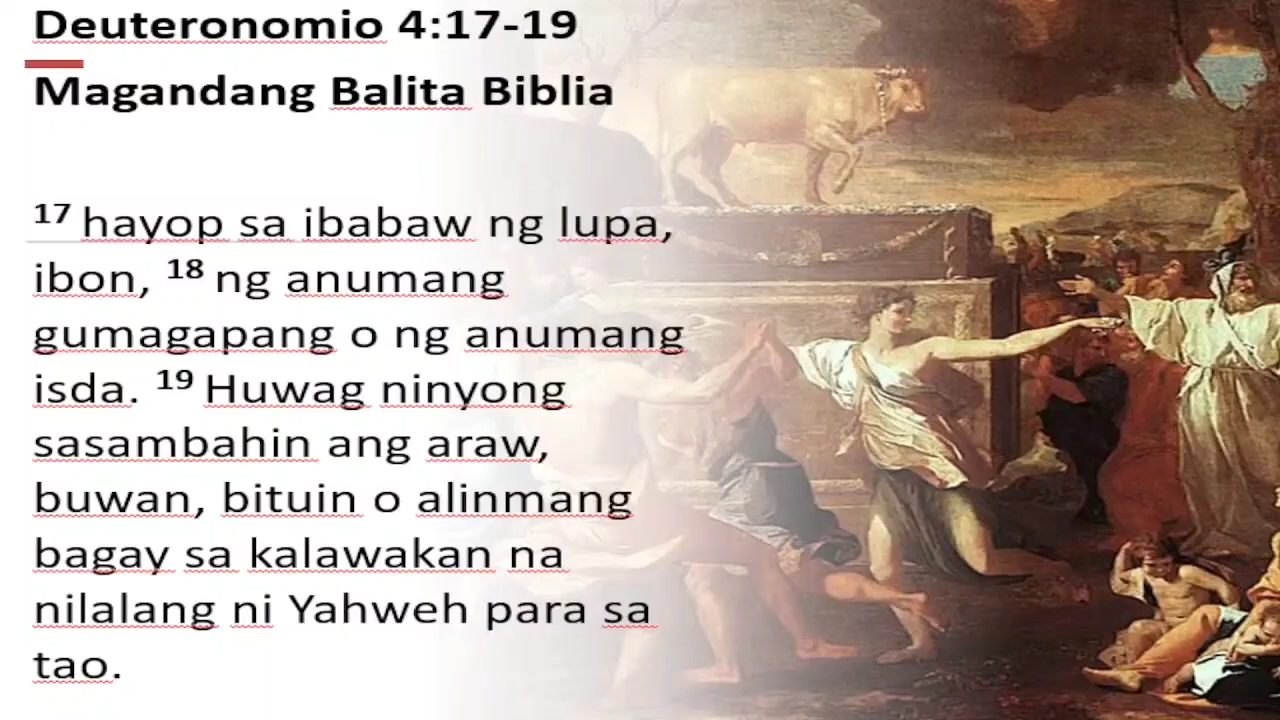 Deuteronomio 4:17-19
Magandang Balita Biblia
17 hayop sa ibabaw ng lupa,
ibon, 18 ng anumang
gumagapang o ng anumang
isda. 19 Huwag ninyong
sasambahin ang araw,
buwan, bituin o alinmang
bagay sa kalawakan na
nilalang ni Yahweh para sa
tao.